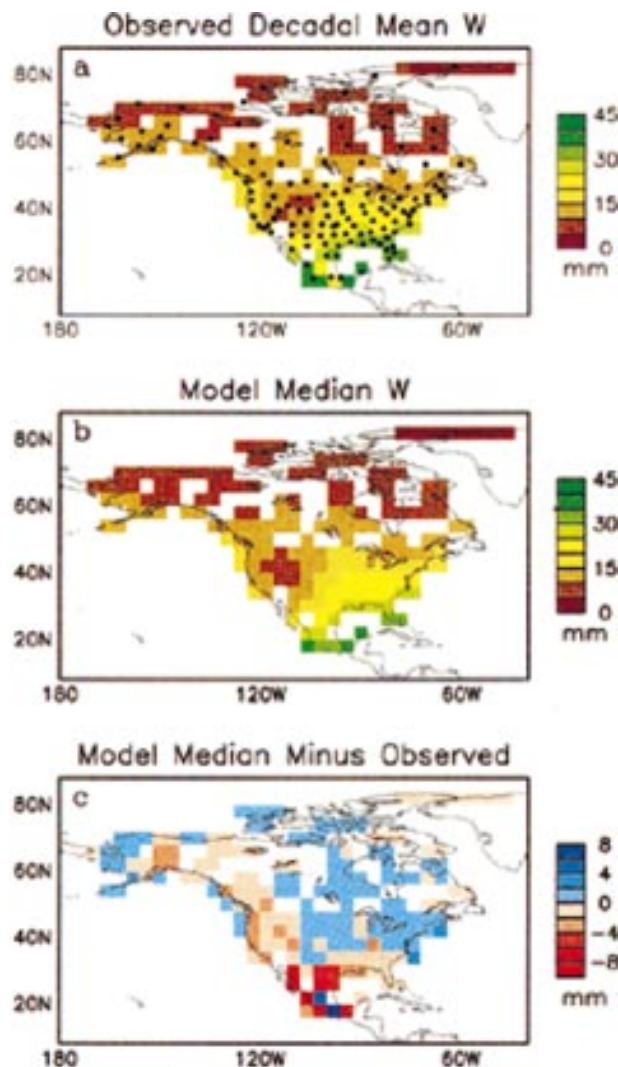 Observed Decadal Mean W
a
80N
60N
40N
20N
180
120W
60W
45
30
15
0
mm
Model Median W
b
80N
60N
40N
20N
180
120W
60W
45
30
15
0
mm
Model Median Minus Observed
c
80N
60N
40N
20N
180
120W
60W
8
4
0
-4
-8
mm